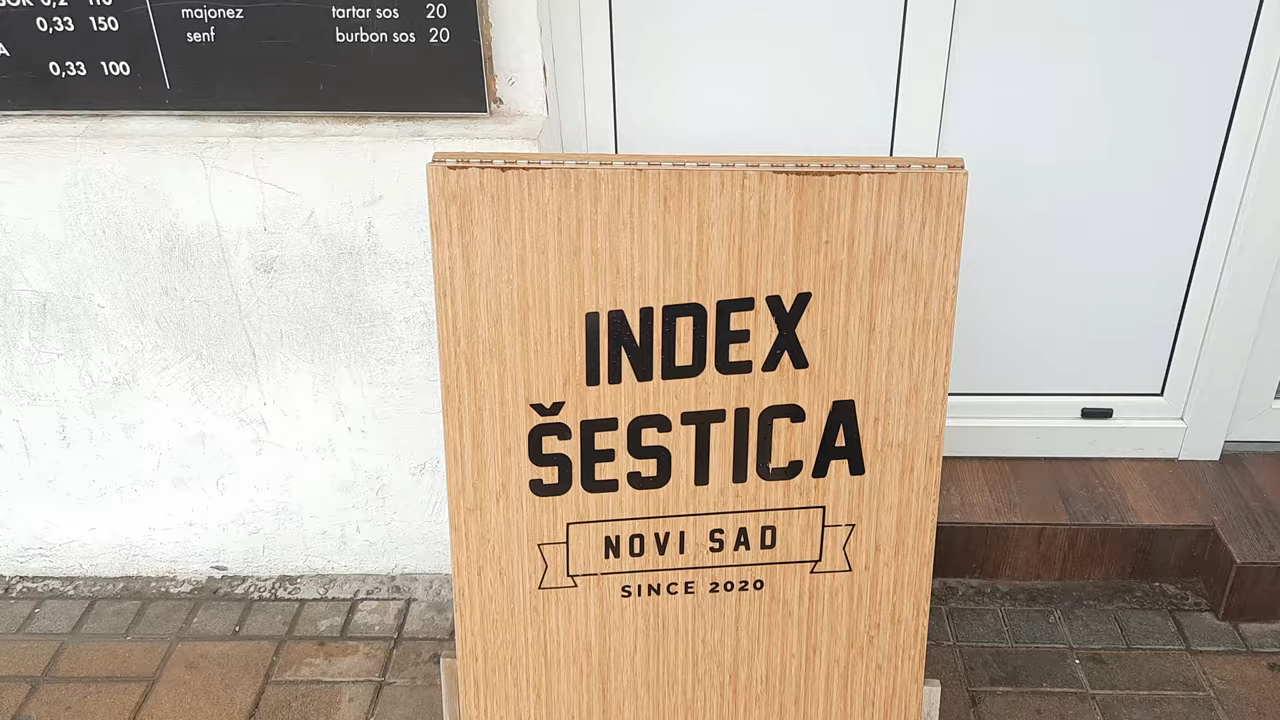 0,33 150
0,33 100
majonez
senf
tartar sos 20
burbon sos 20
INDEX
ŠESTICA
NOVI SAD
SINCE 2020